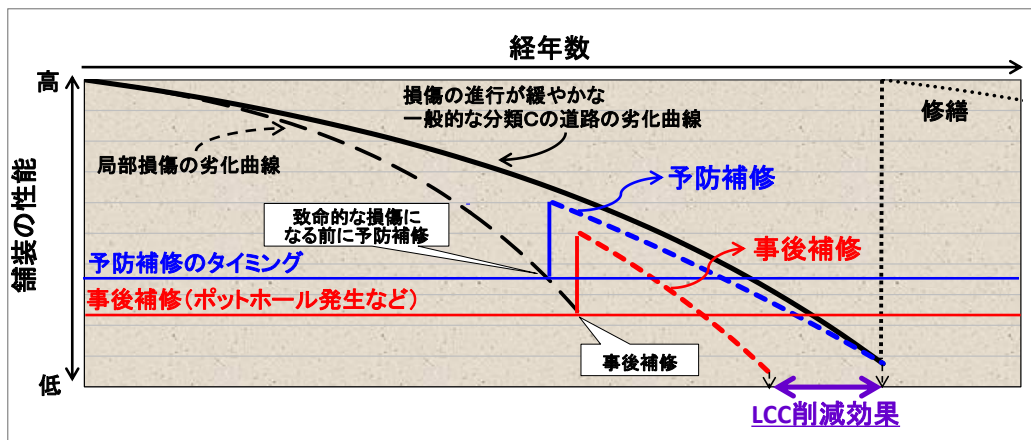 経年数
高
損傷の進行が緩やかな
一般的な分類Cの道路の劣化曲線
修繕
局部損傷の劣化曲線
予防補修
致命的な損傷に
なる前に予防補修
舗装の性能
事後補修
予防補修のタイミング
事後補修(ポットホール発生など)
事後補修
低
LCC削減効果